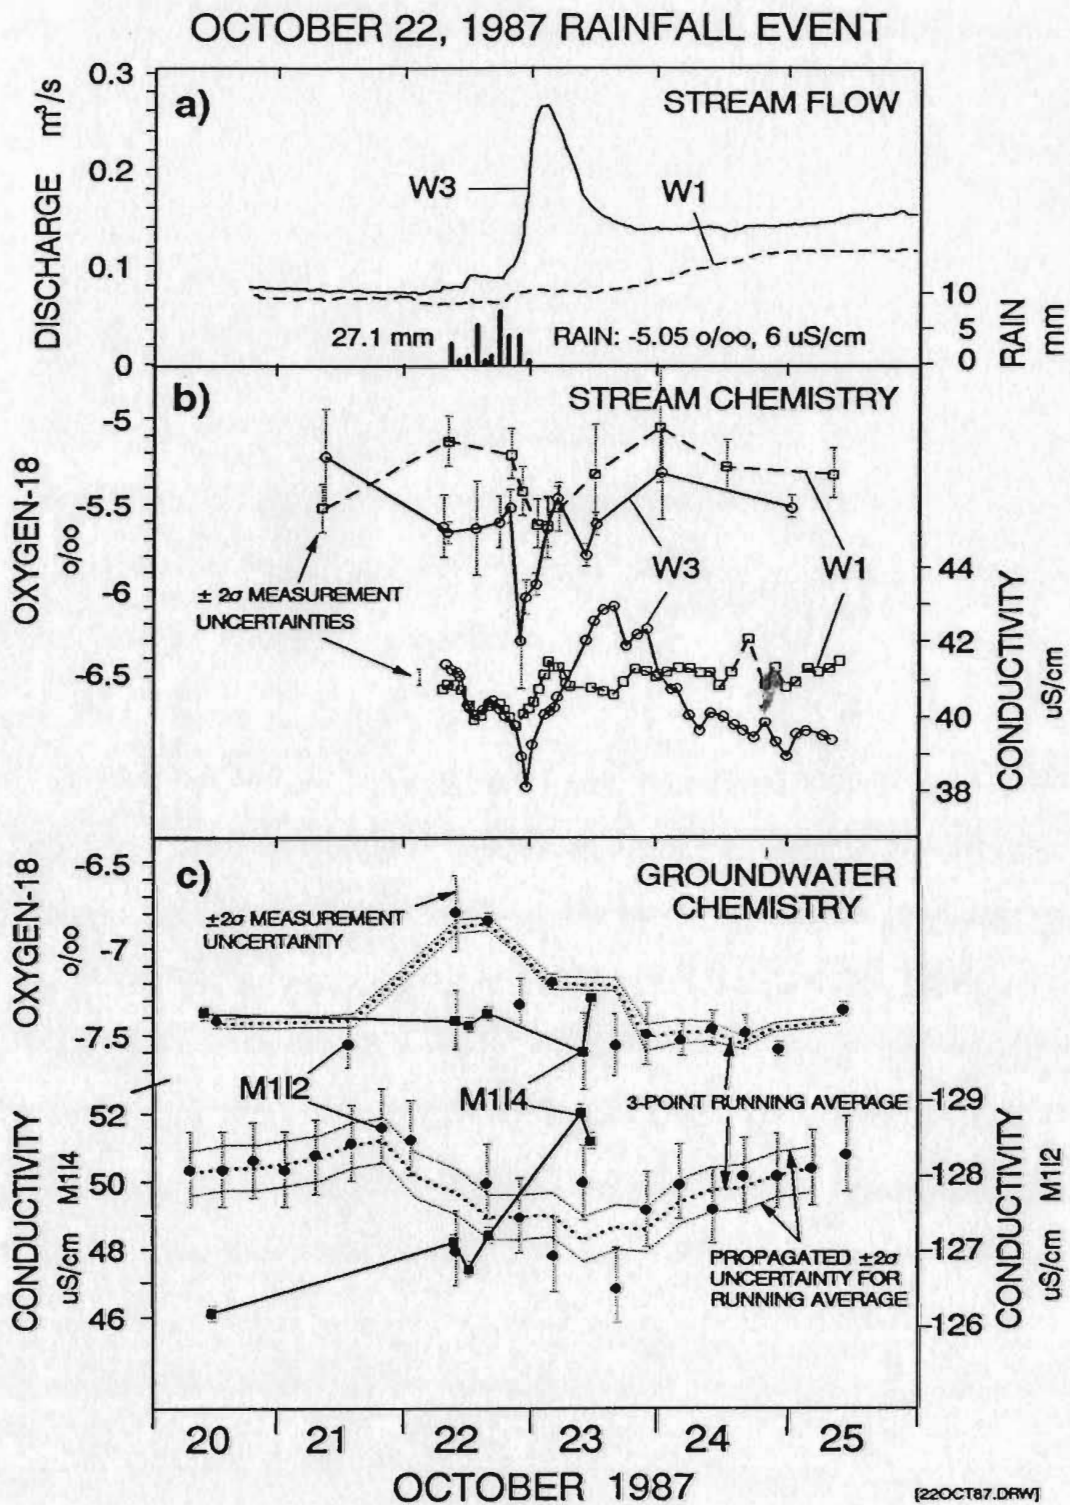 OCTOBER 22, 1987 RAINFALL EVENT
a)
STREAM FLOW
DISCHARGE m³/s
0.3
0.2
0.1
0
W3
W1
27.1 mm
RAIN: -5.05 o/oo, 6 uS/cm
10
5
0
RAIN
mm
b)
STREAM CHEMISTRY
OXYGEN-18
o/oo
-5
-5.5
-6
-6.5
± 2σ MEASUREMENT
UNCERTAINTIES
W3
W1
44
42
40
38
CONDUCTIVITY
uS/cm
c)
GROUNDWATER
CHEMISTRY
OXYGEN-18
o/oo
-6.5
-7
-7.5
±2σ MEASUREMENT
UNCERTAINTY
M1I2
M1I4
3-POINT RUNNING AVERAGE
CONDUCTIVITY
uS/cm M1I4
52
50
48
46
129
128
127
126
CONDUCTIVITY
uS/cm M1I2
PROPAGATED ±2σ
UNCERTAINTY FOR
RUNNING AVERAGE
20
21
22
23
24
25
OCTOBER 1987
[22OCT87.DRW]